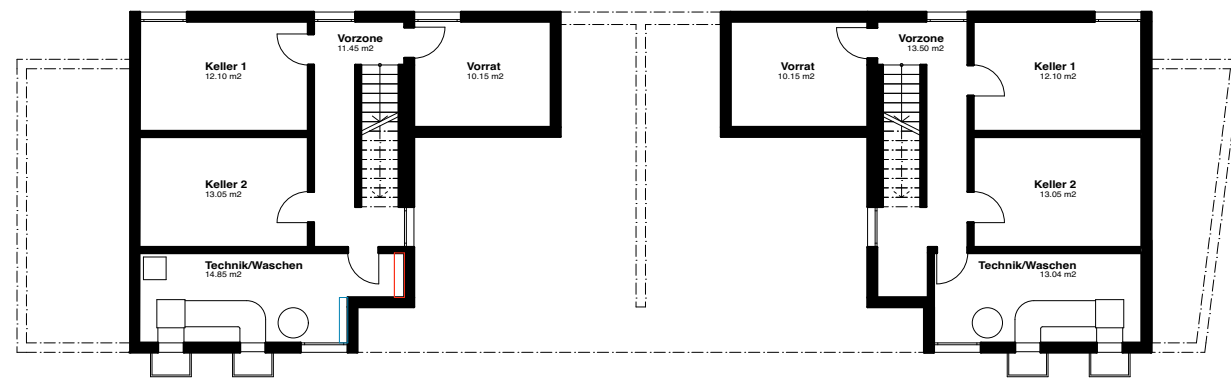 Vorzone
11.45 m2
Keller 1
12.10 m2
Vorrat
10.15 m2
Keller 2
13.05 m2
Technik/Waschen
14.85 m2
Vorzone
13.50 m2
Vorrat
10.15 m2
Keller 1
12.10 m2
Keller 2
13.05 m2
Technik/Waschen
13.04 m2